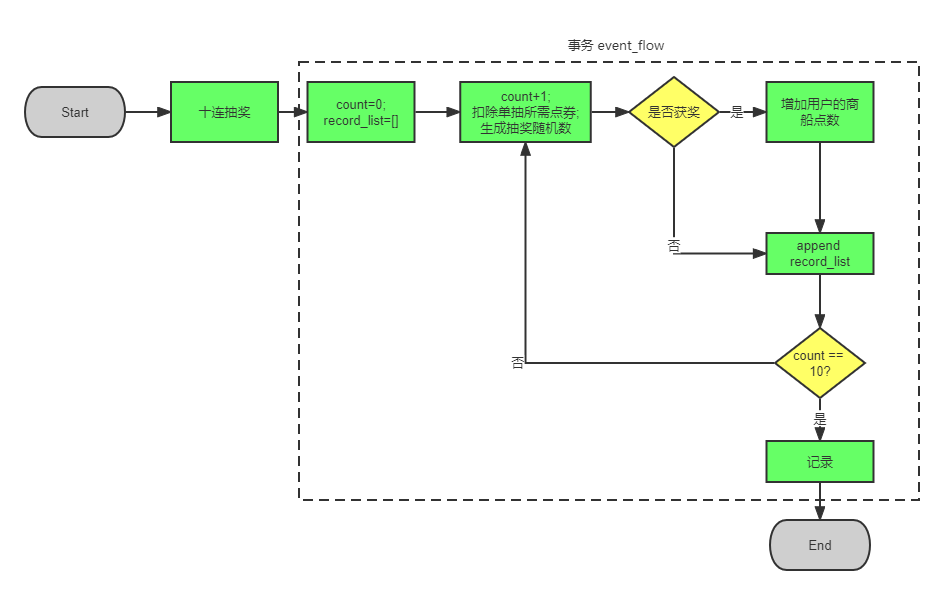 事务 event_flow
Start
十连抽奖
count=0;
record_list=[]
count+1;
扣除单抽所需点券;
生成抽奖随机数
是否获奖
是
增加用户的商
船点数
否
append
record_list
count ==
10?
否
是
记录
End